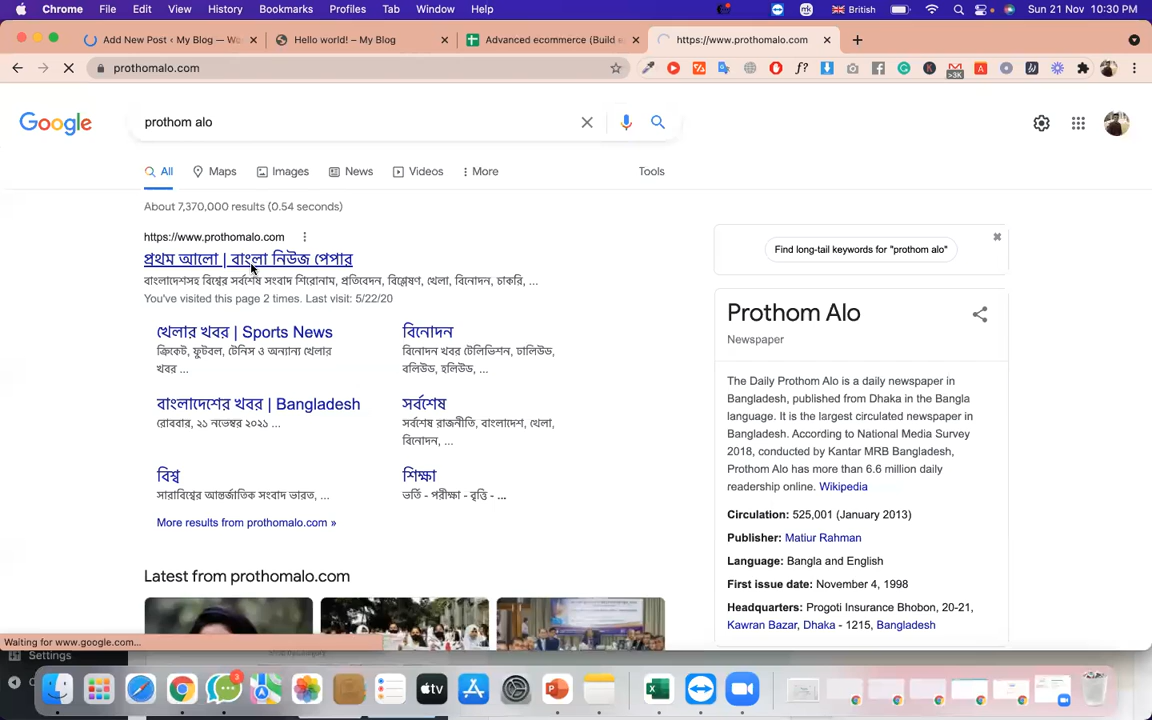 Chrome File Edit View History Bookmarks Profiles Tab Window Help British Sun 21 Nov 10:30 PM
Add New Post ‹ My Blog — Wo Hello world! – My Blog Advanced ecommerce (Build e https://www.prothomalo.com
prothomalo.com >3K
Google prothom alo
All Maps Images News Videos More Tools
About 7,370,000 results (0.54 seconds)
https://www.prothomalo.com
প্রথম আলো | বাংলা নিউজ পেপার
বাংলাদেশসহ বিশ্বের সর্বশেষ সংবাদ শিরোনাম, প্রতিবেদন, বিশ্লেষণ, খেলা, বিনোদন, চাকরি, ...
You've visited this page 2 times. Last visit: 5/22/20
খেলার খবর | Sports News
ক্রিকেট, ফুটবল, টেনিস ও অন্যান্য খেলার
খবর ...
বিনোদন
বিনোদন খবর টেলিভিশন, ঢালিউড,
বলিউড, হলিউড, ...
বাংলাদেশের খবর | Bangladesh
রোববার, ২১ নভেম্বর ২০২১ ...
সর্বশেষ
সর্বশেষ রাজনীতি, বাংলাদেশ, খেলা,
বিনোদন, ...
বিশ্ব
সারাবিশ্বের আন্তর্জাতিক সংবাদ ভারত, ...
শিক্ষা
ভর্তি - পরীক্ষা - বৃত্তি - ...
More results from prothomalo.com »
Latest from prothomalo.com
Find long-tail keywords for "prothom alo"
Prothom Alo
Newspaper
The Daily Prothom Alo is a daily newspaper in
Bangladesh, published from Dhaka in the Bangla
language. It is the largest circulated newspaper in
Bangladesh. According to National Media Survey
2018, conducted by Kantar MRB Bangladesh,
Prothom Alo has more than 6.6 million daily
readership online. Wikipedia
Circulation: 525,001 (January 2013)
Publisher: Matiur Rahman
Language: Bangla and English
First issue date: November 4, 1998
Headquarters: Progoti Insurance Bhobon, 20-21,
Kawran Bazar, Dhaka - 1215, Bangladesh
Waiting for www.google.com...
Settings
3
tv